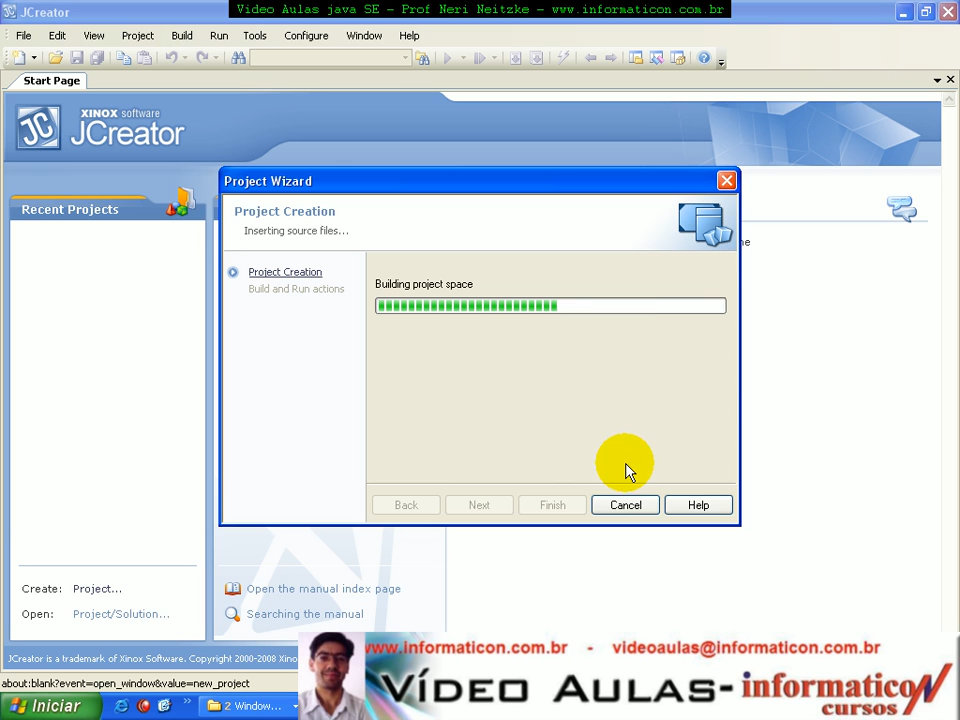 JCreator
Video Aulas java SE - Prof Neri Neitzke - www.informaticon.com.br
File Edit View Project Build Run Tools Configure Window Help
Start Page
XINOX software
JCreator
Recent Projects
Project Wizard
Project Creation
Inserting source files...
Project Creation
Build and Run actions
Building project space
Back Next Finish Cancel Help
Create: Project...
Open: Project/Solution...
Open the manual index page
Searching the manual
JCreator is a trademark of Xinox Software. Copyright 2000-2008 Xino
about:blank?event=open_window&value=new_project
www.informaticon.com.br - videoaulas@informaticon.com.br
VÍDEO AULAS-informaticon
cursos
Iniciar
2 Window...